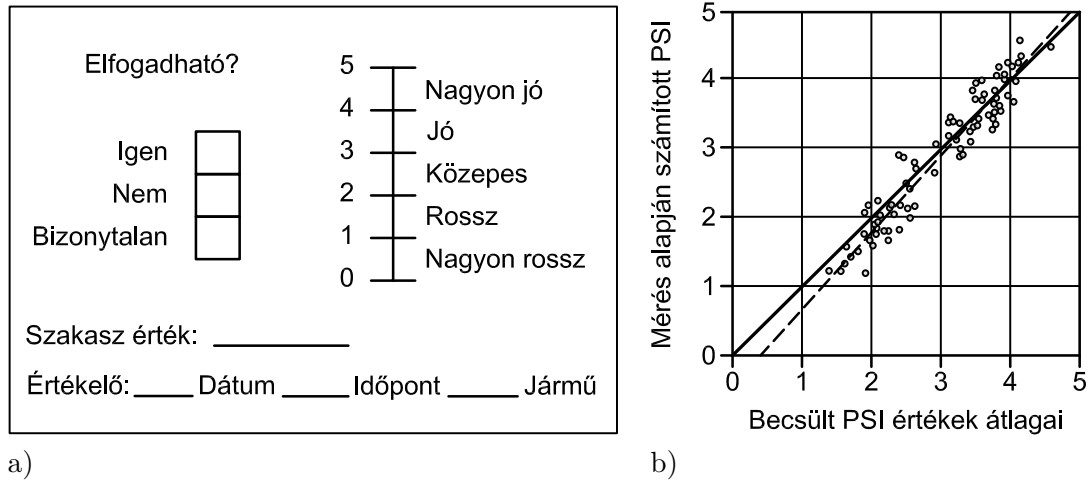 Elfogadható?
Igen
Nem
Bizonytalan
5
4
3
2
1
0
Nagyon jó
Jó
Közepes
Rossz
Nagyon rossz
Szakasz érték:
Értékelő: Dátum Időpont Jármű
a)
Mérés alapján számított PSI
5
4
3
2
1
0
0 1 2 3 4 5
Becsült PSI értékek átlagai
b)